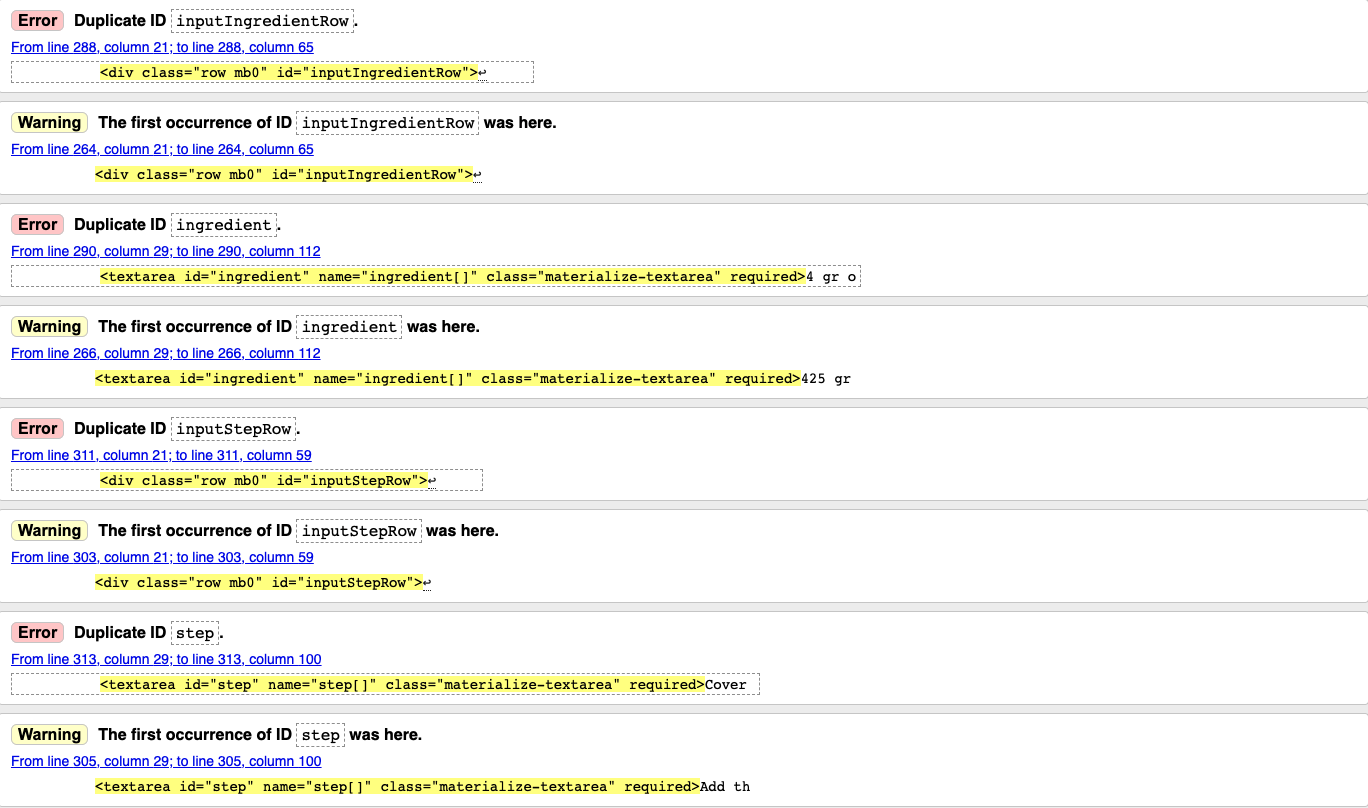 Error Duplicate ID inputIngredientRow.
From line 288, column 21; to line 288, column 65
<div class="row mb0" id="inputIngredientRow">↩
Warning The first occurrence of ID inputIngredientRow was here.
From line 264, column 21; to line 264, column 65
<div class="row mb0" id="inputIngredientRow">↩
Error Duplicate ID ingredient.
From line 290, column 29; to line 290, column 112
<textarea id="ingredient" name="ingredient[]" class="materialize-textarea" required>4 gr o
Warning The first occurrence of ID ingredient was here.
From line 266, column 29; to line 266, column 112
<textarea id="ingredient" name="ingredient[]" class="materialize-textarea" required>425 gr
Error Duplicate ID inputStepRow.
From line 311, column 21; to line 311, column 59
<div class="row mb0" id="inputStepRow">↩
Warning The first occurrence of ID inputStepRow was here.
From line 303, column 21; to line 303, column 59
<div class="row mb0" id="inputStepRow">↩
Error Duplicate ID step.
From line 313, column 29; to line 313, column 100
<textarea id="step" name="step[]" class="materialize-textarea" required>Cover
Warning The first occurrence of ID step was here.
From line 305, column 29; to line 305, column 100
<textarea id="step" name="step[]" class="materialize-textarea" required>Add th